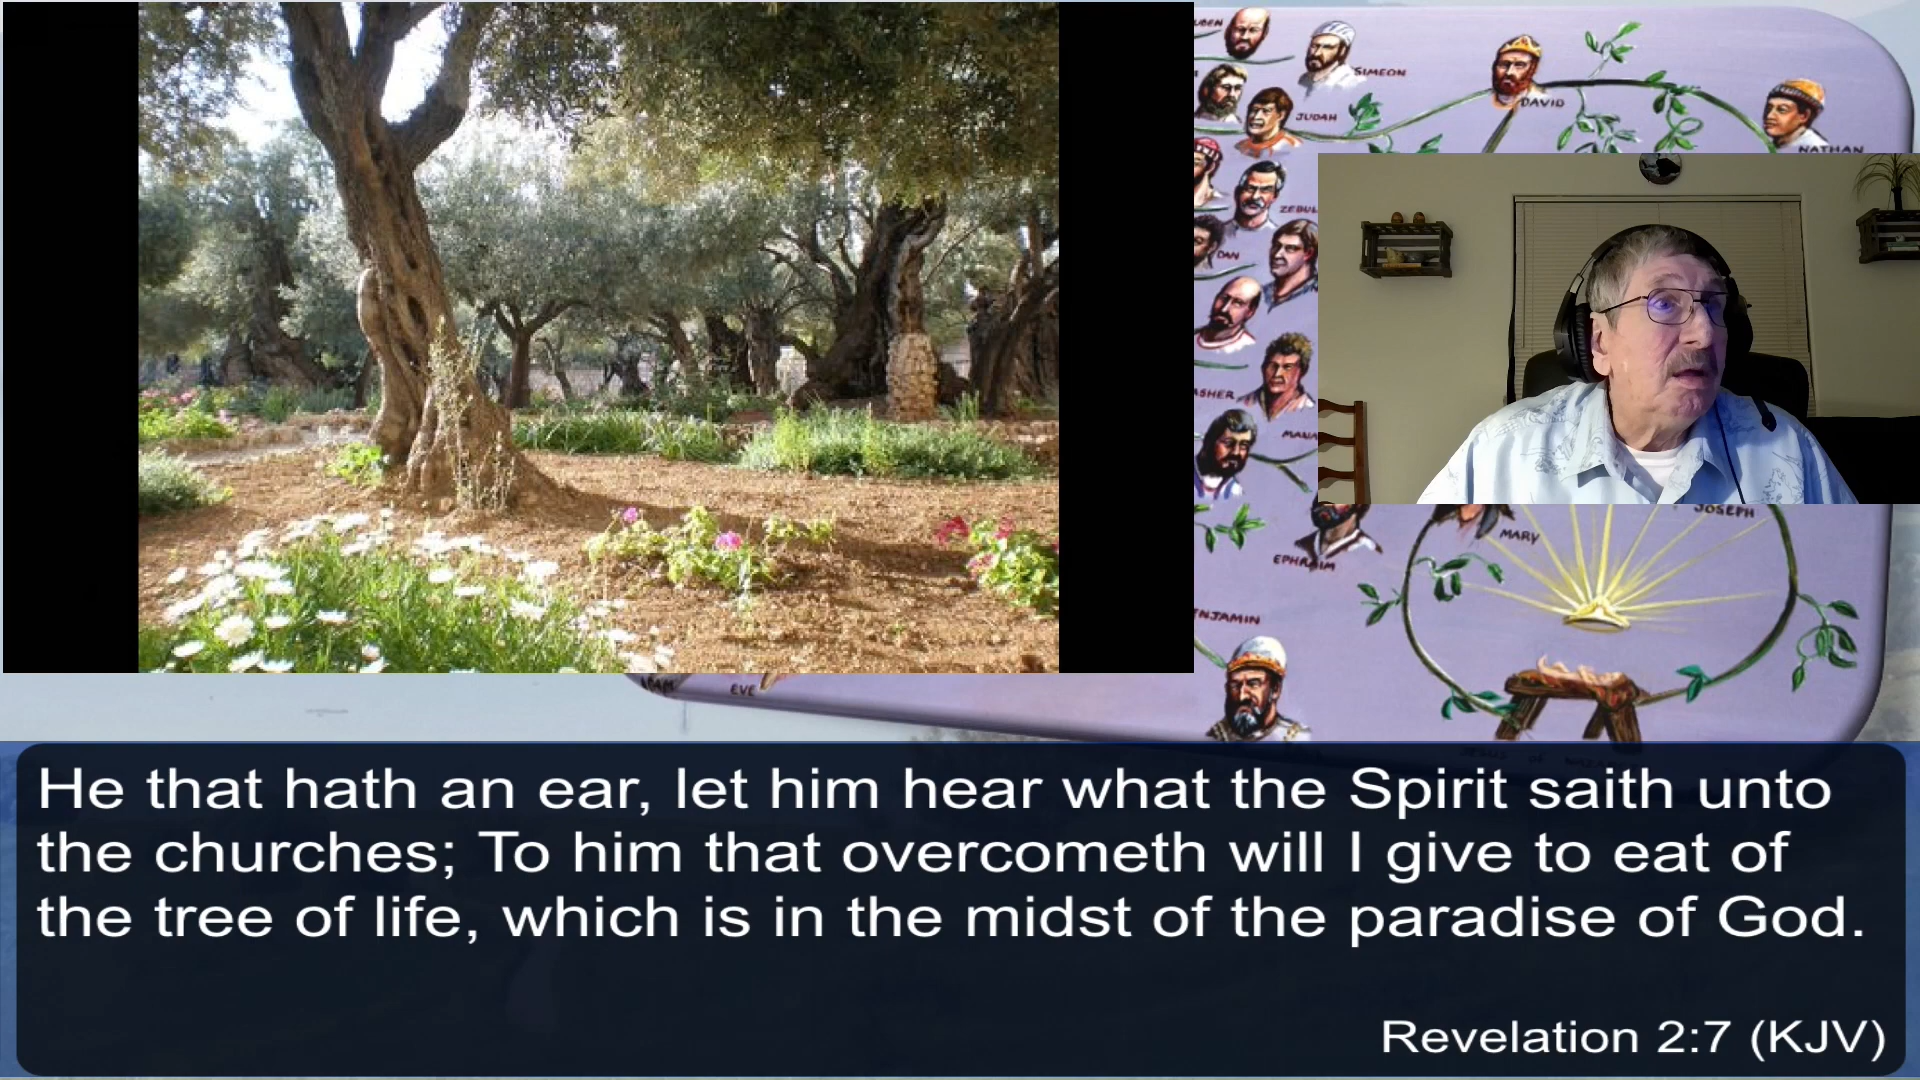 SIMEON
DAVID
JUDAH
NATHAN
DAN
ASHER
JOSEPH
MARY
EPHRAIM
ADAM
EVE
He that hath an ear, let him hear what the Spirit saith unto
the churches; To him that overcometh will I give to eat of
the tree of life, which is in the midst of the paradise of God.
Revelation 2:7 (KJV)